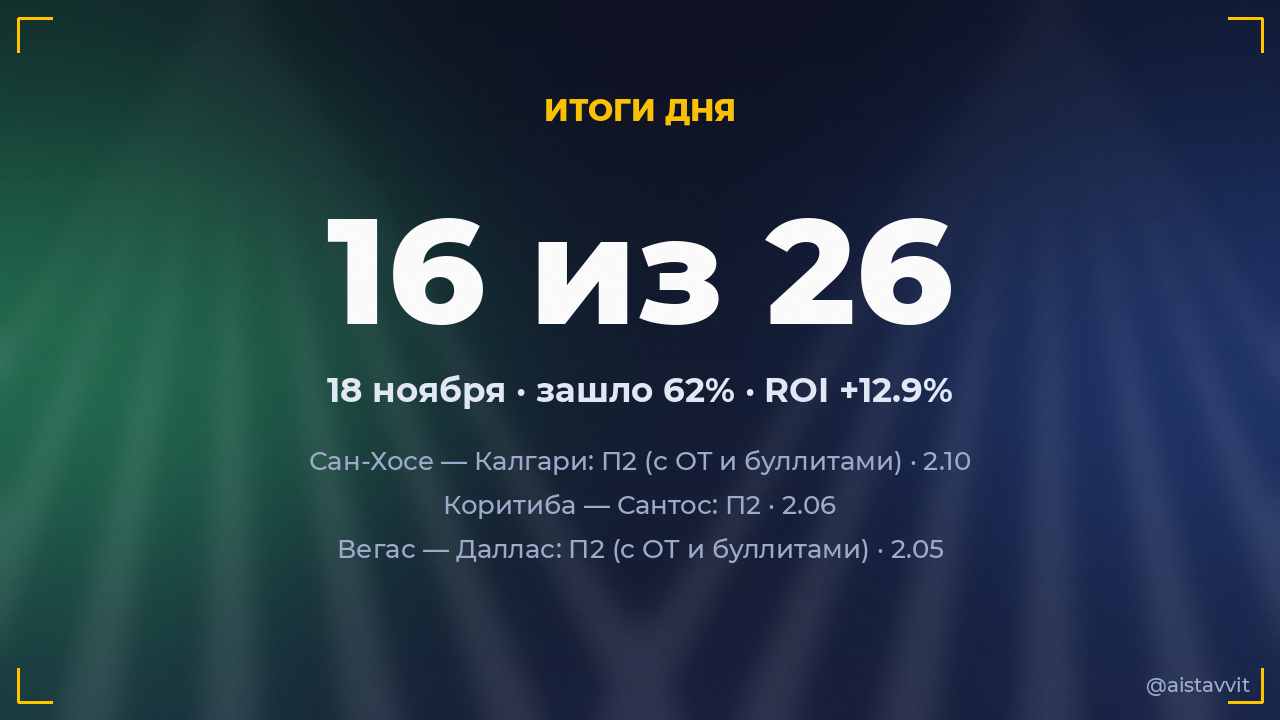 ИТОГИ ДНЯ
16 из 26
18 ноября · зашло 62% · ROI +12.9%
Сан-Хосе — Калгари: П2 (с ОТ и буллитами) · 2.10
Коритиба — Сантос: П2 · 2.06
Вегас — Даллас: П2 (с ОТ и буллитами) · 2.05
@aistavvit